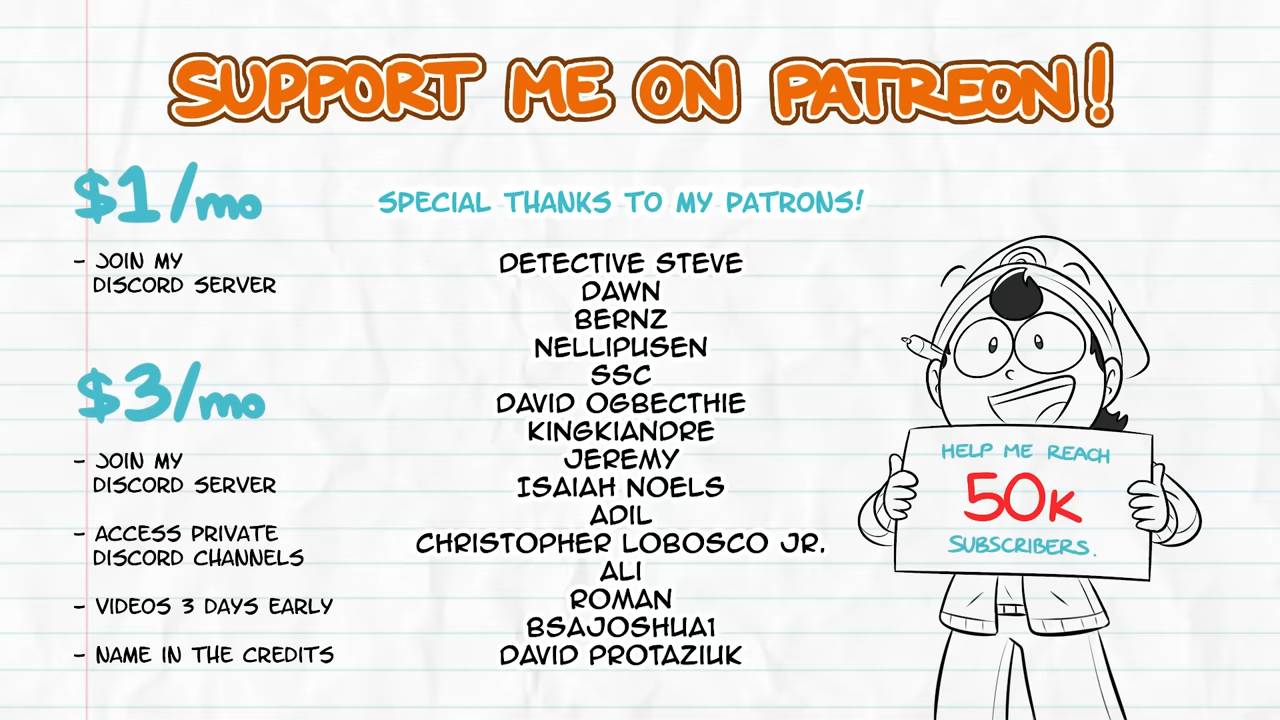 SUPPORT ME ON PATREON!
$1/mo
- JOIN MY
DISCORD SERVER
$3/mo
- JOIN MY
DISCORD SERVER
- ACCESS PRIVATE
DISCORD CHANNELS
- VIDEOS 3 DAYS EARLY
- NAME IN THE CREDITS
SPECIAL THANKS TO MY PATRONS!
DETECTIVE STEVE
DAWN
BERNZ
NELLIPUSEN
SSC
DAVID OGBECTHIE
KINGKIANDRE
JEREMY
ISAIAH NOELS
ADIL
CHRISTOPHER LOBOSCO JR.
ALI
ROMAN
BSAJOSHUA1
DAVID PROTAZIUK
HELP ME REACH
50K
SUBSCRIBERS.